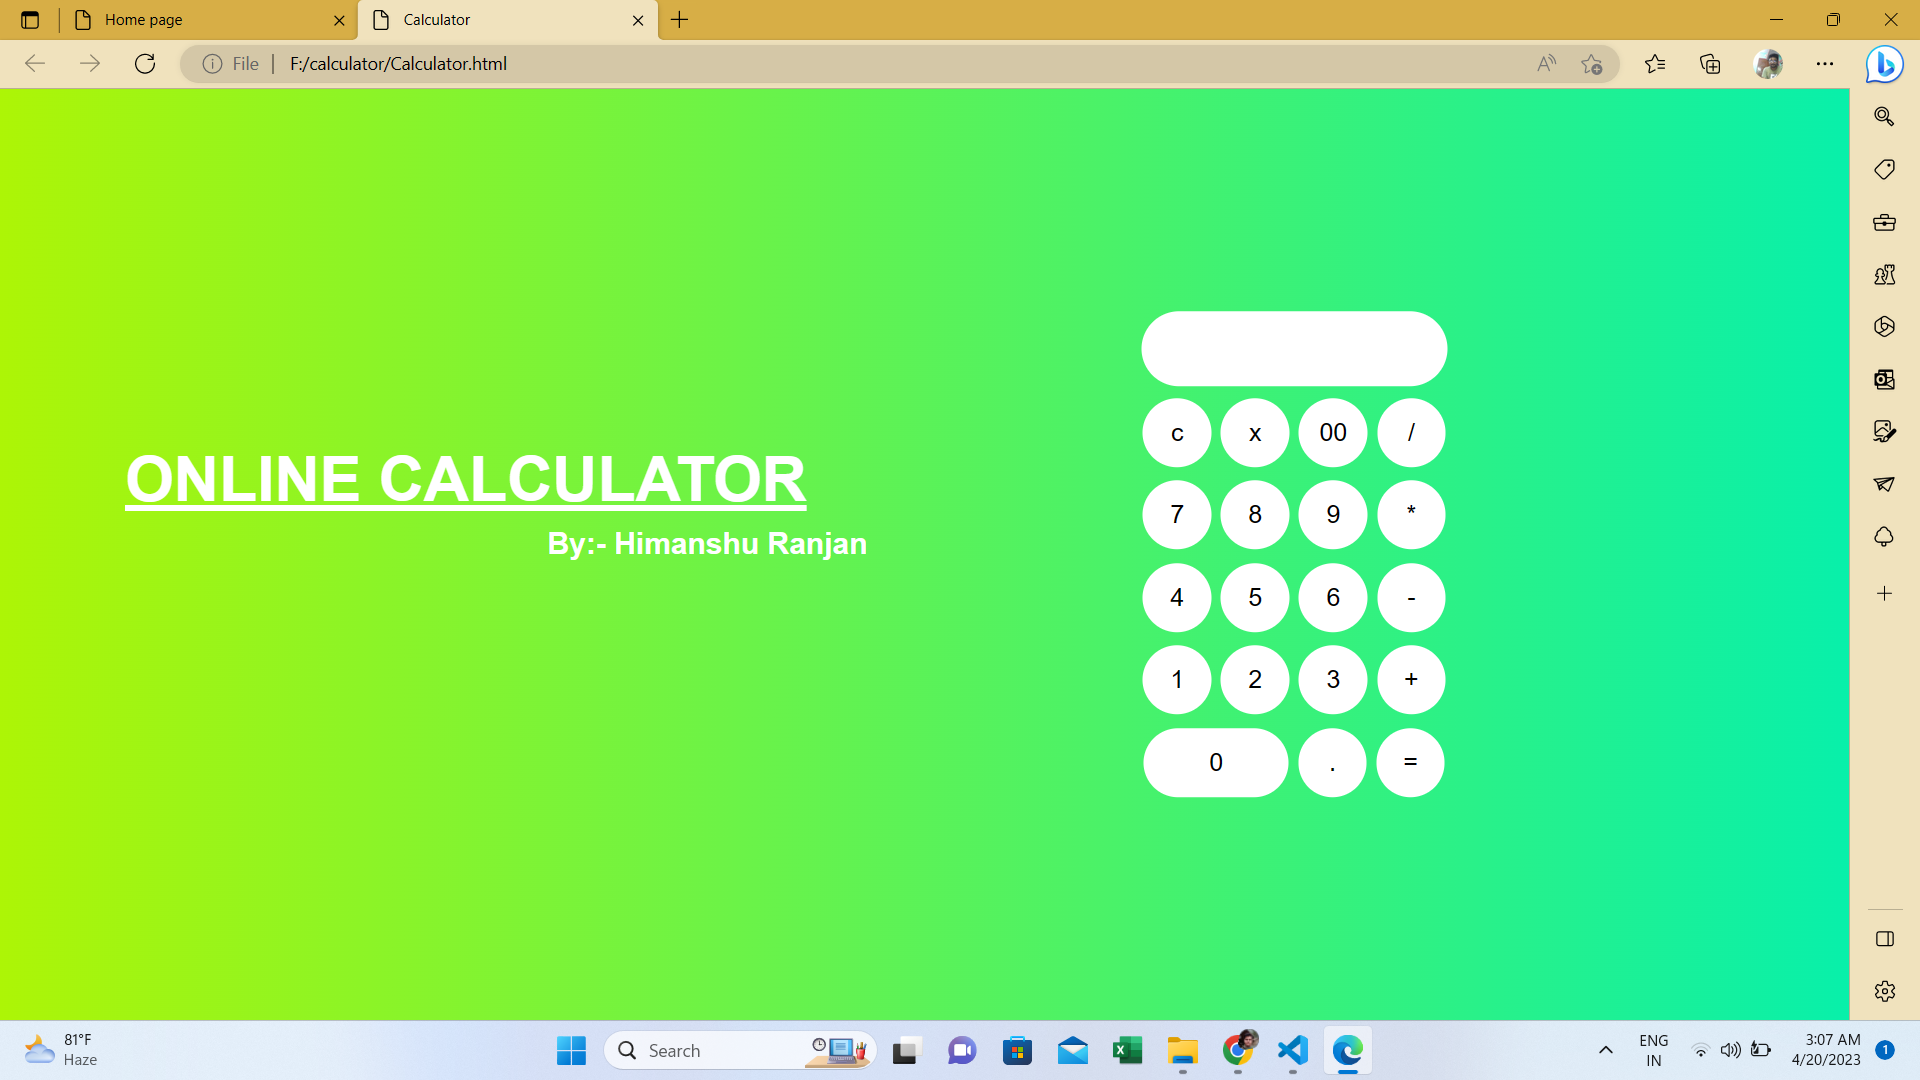 Home page
Calculator
File
F:/calculator/Calculator.html
ONLINE CALCULATOR
By:- Himanshu Ranjan
c x 00 /
7 8 9 *
4 5 6 -
1 2 3 +
0 . =
81°F
Haze
Search
ENG
IN
3:07 AM
4/20/2023
1